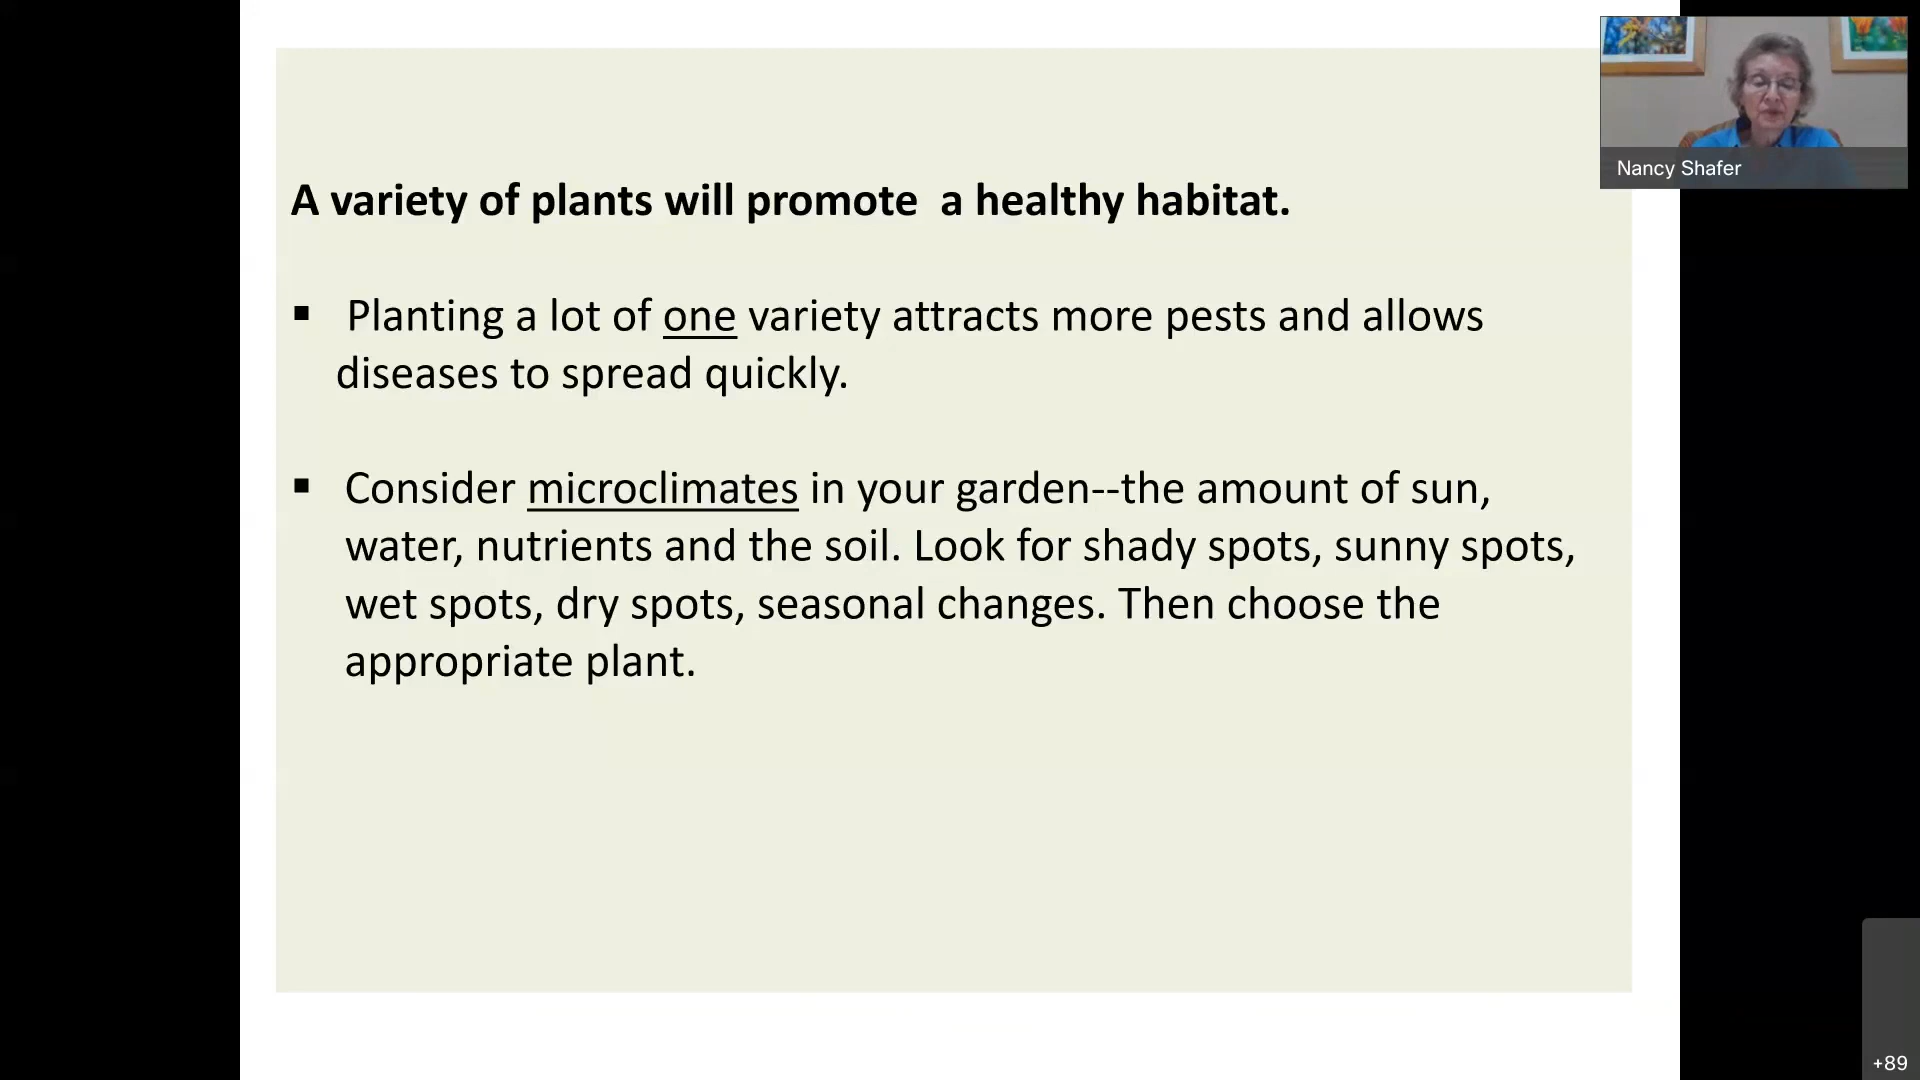 A variety of plants will promote  a healthy habitat.
▪ Planting a lot of one variety attracts more pests and allows
diseases to spread quickly.
▪ Consider microclimates in your garden--the amount of sun,
water, nutrients and the soil. Look for shady spots, sunny spots,
wet spots, dry spots, seasonal changes. Then choose the
appropriate plant.
Nancy Shafer
+89